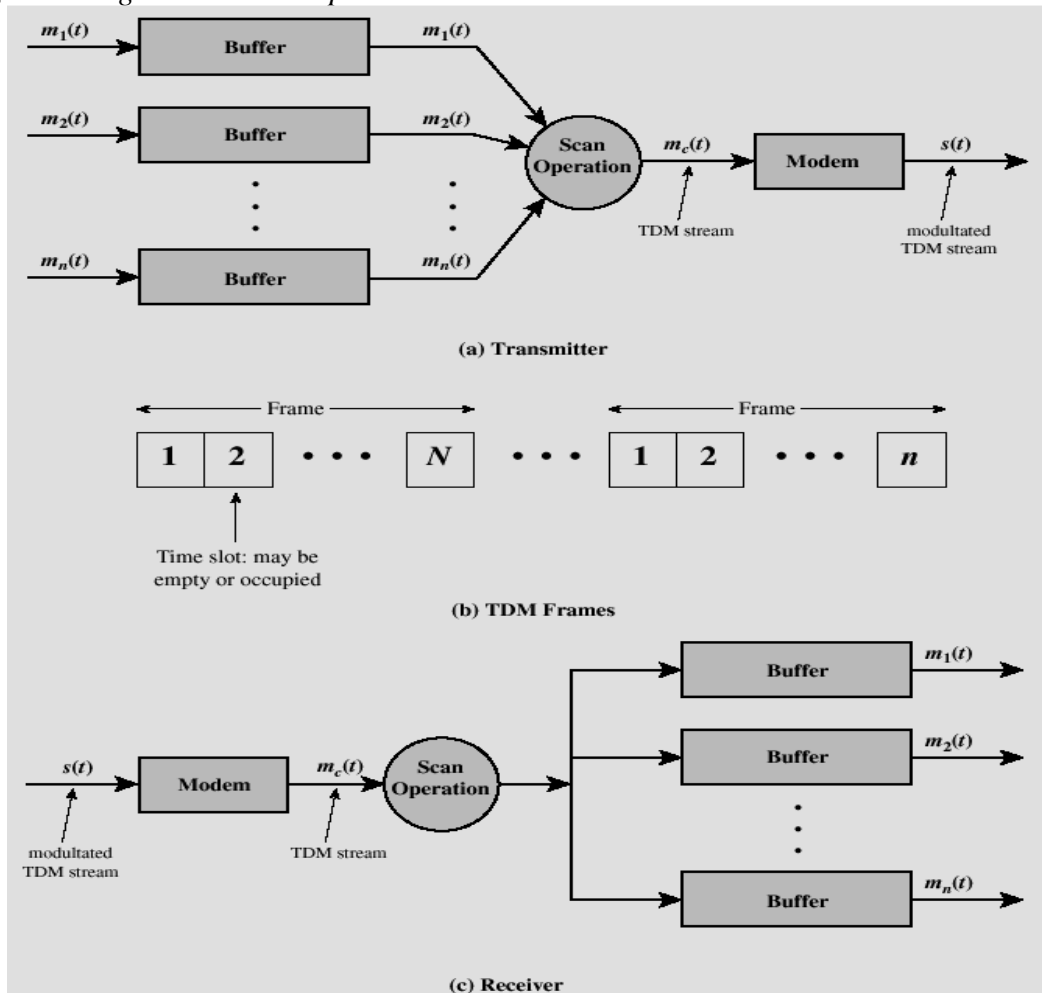 m1(t)
Buffer
m1(t)
m2(t)
Buffer
m2(t)
Scan
Operation
mc(t)
Modem
s(t)
TDM stream
modultated
TDM stream
mn(t)
Buffer
mn(t)
(a) Transmitter
Frame
Frame
1 2 • • • N • • • 1 2 • • • n
Time slot: may be
empty or occupied
(b) TDM Frames
Buffer
m1(t)
Buffer
m2(t)
s(t)
Modem
mc(t)
Scan
Operation
modultated
TDM stream
TDM stream
Buffer
mn(t)
(c) Receiver